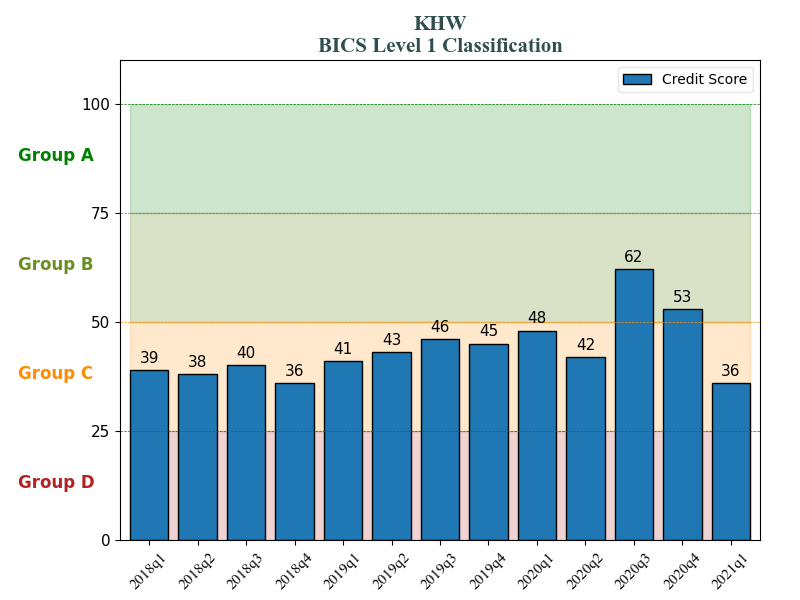 KHW
BICS Level 1 Classification
Credit Score
100
Group A
75
Group B
62
53
50
48
46
45
43
42
41
40
39
38
36
36
Group C
25
Group D
0
2018q1 2018q2 2018q3 2018q4 2019q1 2019q2 2019q3 2019q4 2020q1 2020q2 2020q3 2020q4 2021q1